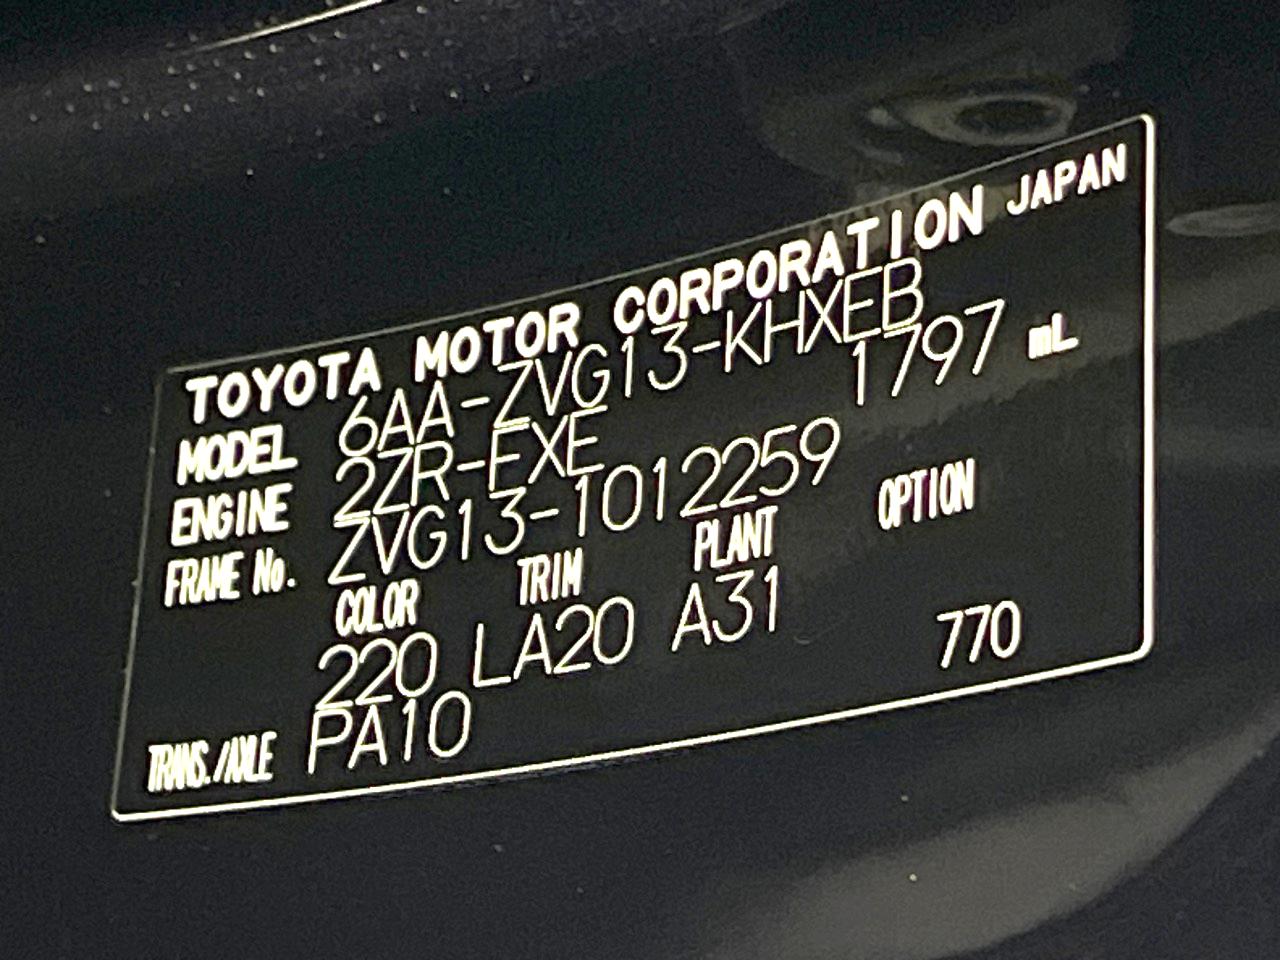 TOYOTA MOTOR CORPORATION JAPAN
MODEL 6AA-ZVG13-KHXEB
ENGINE 2ZR-FXE 1797 mL
FRAME No. ZVG13-1012259
COLOR TRIM PLANT OPTION
220 LA20 A31
TRANS./AXLE PA10 770